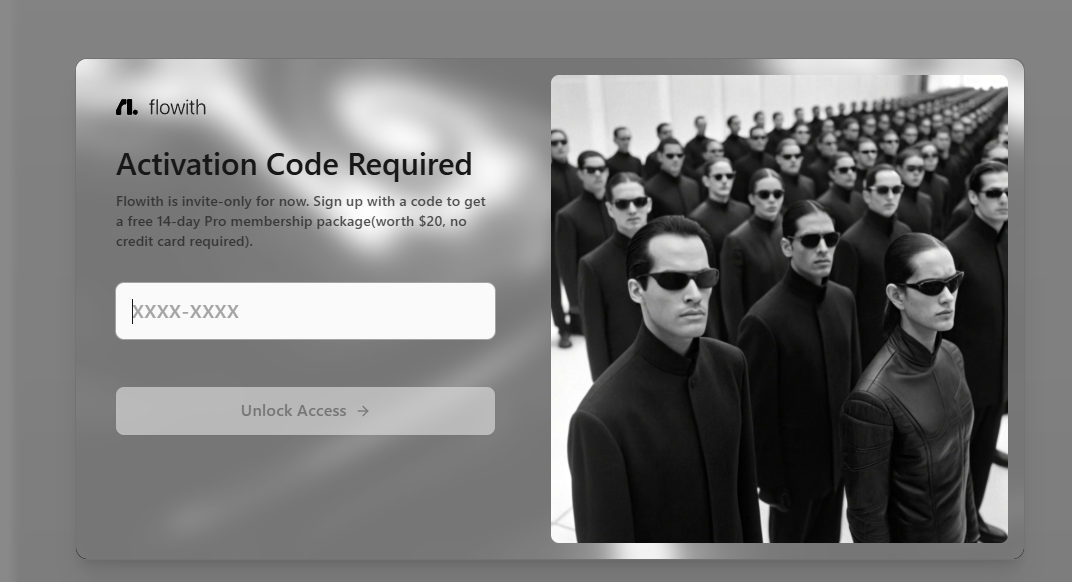 flowith
Activation Code Required
Flowith is invite-only for now. Sign up with a code to get
a free 14-day Pro membership package(worth $20, no
credit card required).
XXXX-XXXX
Unlock Access →